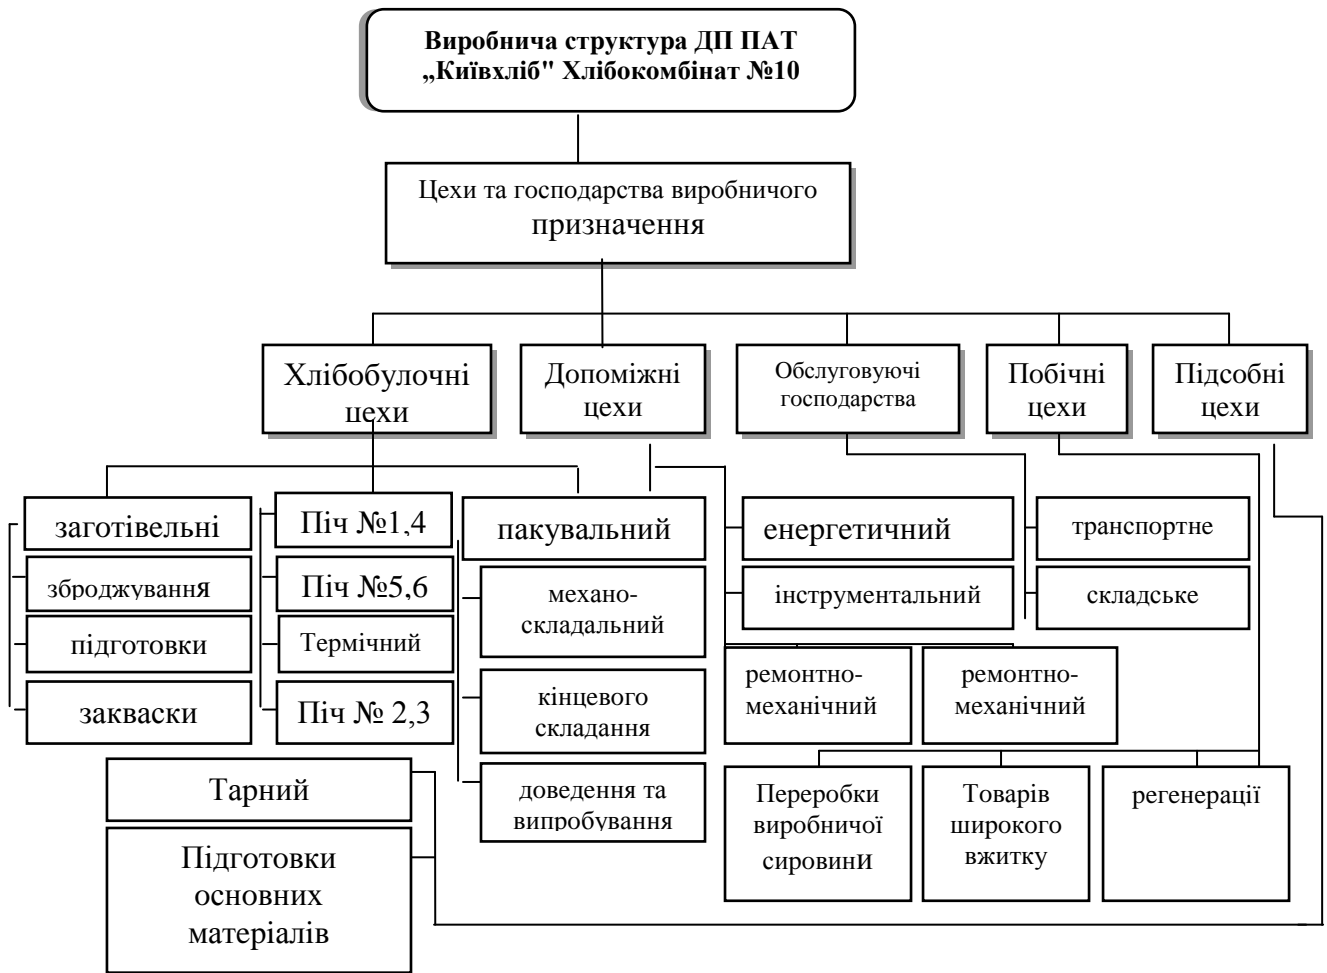 Виробнича структура ДП ПАТ
„Київхліб" Хлібокомбінат №10
Цехи та господарства виробничого
призначення
Хлібобулочні
цехи
Допоміжні
цехи
Обслуговуючі
господарства
Побічні
цехи
Підсобні
цехи
заготівельні
зброджування
підготовки
закваски
Піч №1,4
Піч №5,6
Термічний
Піч № 2,3
пакувальний
механо-
складальний
кінцевого
складання
доведення та
випробування
енергетичний
інструментальний
ремонтно-
механічний
ремонтно-
механічний
транспортне
складське
Переробки
виробничої
сировини
Товарів
широкого
вжитку
регенерації
Тарний
Підготовки
основних
матеріалів